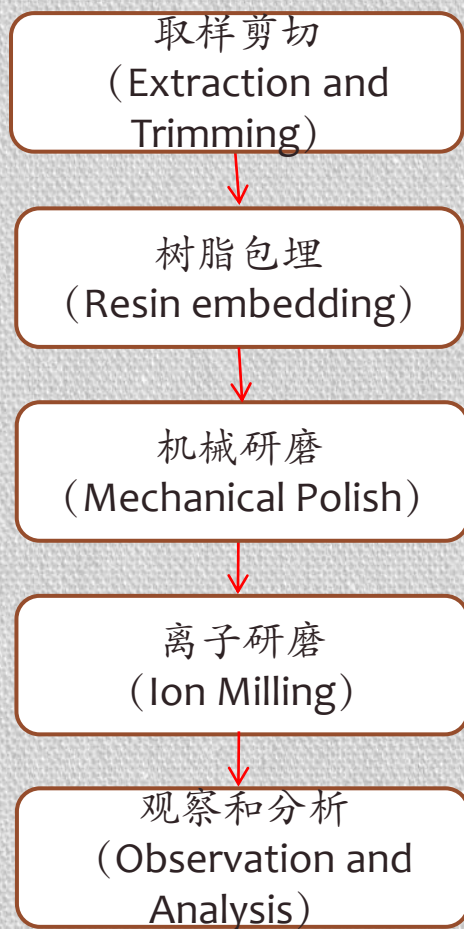 取样剪切
（Extraction and
Trimming）
树脂包埋
（Resin embedding）
机械研磨
（Mechanical Polish）
离子研磨
（Ion Milling）
观察和分析
（Observation and
Analysis）